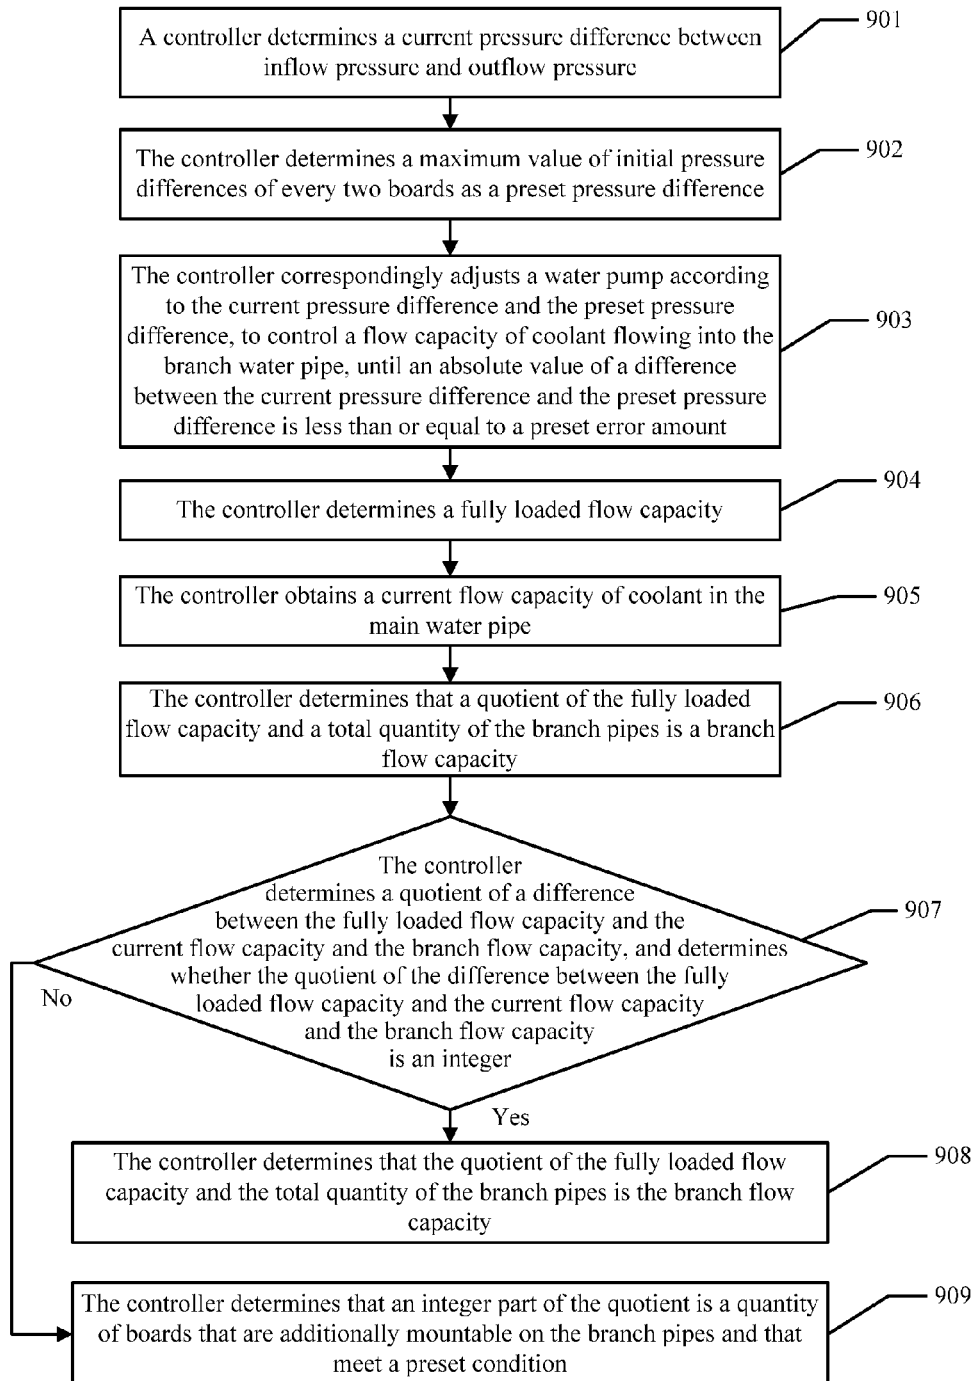 A controller determines a current pressure difference between
inflow pressure and outflow pressure
901
The controller determines a maximum value of initial pressure
differences of every two boards as a preset pressure difference
902
The controller correspondingly adjusts a water pump according
to the current pressure difference and the preset pressure
difference, to control a flow capacity of coolant flowing into the
branch water pipe, until an absolute value of a difference
between the current pressure difference and the preset pressure
difference is less than or equal to a preset error amount
903
The controller determines a fully loaded flow capacity
904
The controller obtains a current flow capacity of coolant in the
main water pipe
905
The controller determines that a quotient of the fully loaded
flow capacity and a total quantity of the branch pipes is a branch
flow capacity
906
The controller
determines a quotient of a difference
between the fully loaded flow capacity and the
current flow capacity and the branch flow capacity, and determines
whether the quotient of the difference between the fully
loaded flow capacity and the current flow capacity
and the branch flow capacity
is an integer
907
No
Yes
The controller determines that the quotient of the fully loaded flow
capacity and the total quantity of the branch pipes is the branch flow
capacity
908
The controller determines that an integer part of the quotient is a quantity
of boards that are additionally mountable on the branch pipes and that
meet a preset condition
909